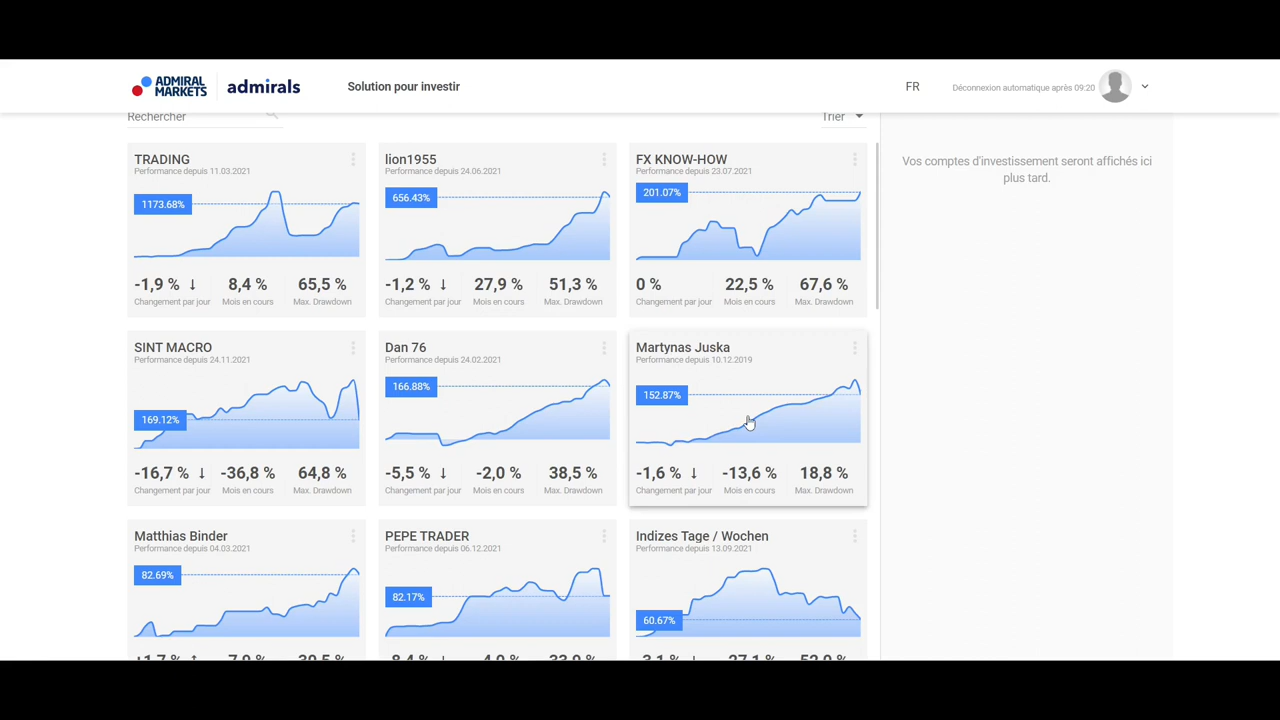 ADMIRAL MARKETS
admirals
Solution pour investir
FR
Déconnexion automatique après 09:20
Rechercher
Trier
Vos comptes d'investissement seront affichés ici
plus tard.
TRADING
Performance depuis 11.03.2021
1173.68%
-1,9 % ↓ 8,4 % 65,5 %
Changement par jour Mois en cours Max. Drawdown
lion1955
Performance depuis 24.06.2021
656.43%
-1,2 % ↓ 27,9 % 51,3 %
Changement par jour Mois en cours Max. Drawdown
FX KNOW-HOW
Performance depuis 23.07.2021
201.07%
0 % 22,5 % 67,6 %
Changement par jour Mois en cours Max. Drawdown
SINT MACRO
Performance depuis 24.11.2021
169.12%
-16,7 % ↓ -36,8 % 64,8 %
Changement par jour Mois en cours Max. Drawdown
Dan 76
Performance depuis 24.02.2021
166.88%
-5,5 % ↓ -2,0 % 38,5 %
Changement par jour Mois en cours Max. Drawdown
Martynas Juska
Performance depuis 10.12.2019
152.87%
-1,6 % ↓ -13,6 % 18,8 %
Changement par jour Mois en cours Max. Drawdown
Matthias Binder
Performance depuis 04.03.2021
82.69%
PEPE TRADER
Performance depuis 06.12.2021
82.17%
Indizes Tage / Wochen
Performance depuis 13.09.2021
60.67%